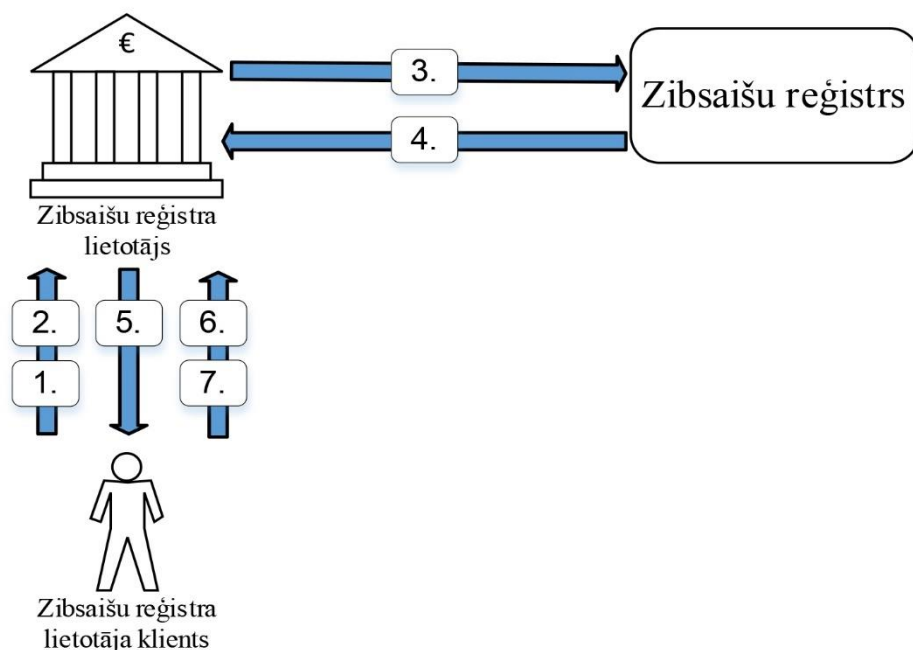 €
3.
Zibsaišu reģistrs
4.
Zibsaišu reģistra
lietotājs
2.
5.
6.
1.
7.
Zibsaišu reģistra
lietotāja klients